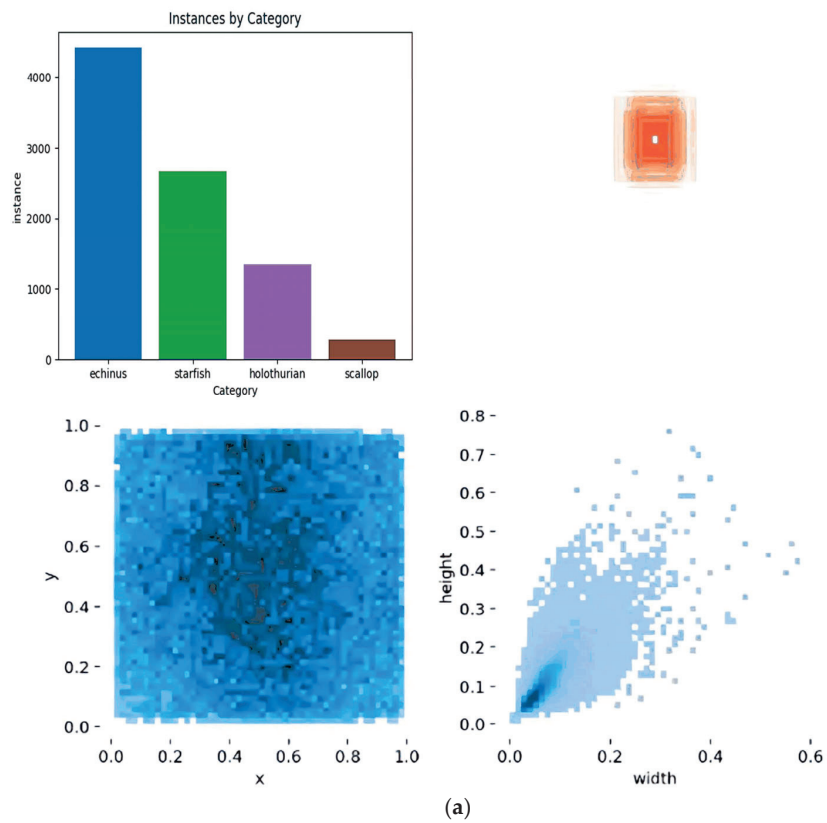 Instances by Category
4000
3000
2000
1000
0
instance
echinus starfish holothurian scallop
Category
1.0
0.8
0.6
0.4
0.2
0.0
y
0.0 0.2 0.4 0.6 0.8 1.0
x
0.8
0.7
0.6
0.5
0.4
0.3
0.2
0.1
0.0
height
0.0 0.2 0.4 0.6
width
(a)